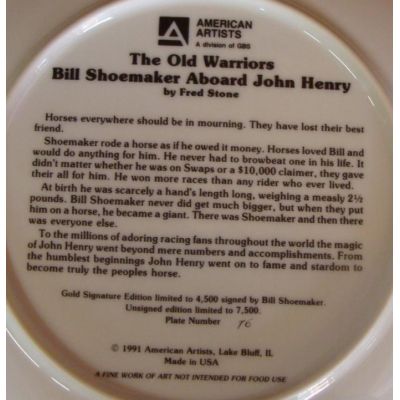 AMERICAN
ARTISTS
A division of GBS
The Old Warriors
Bill Shoemaker Aboard John Henry
by Fred Stone
Horses everywhere should be in mourning. They have lost their best
friend.
Shoemaker rode a horse as if he owed it money. Horses loved Bill and
would do anything for him. He never had to browbeat one in his life. It
didn't matter whether he was on Swaps or a $10,000 claimer, they gave
their all for him. He won more races than any rider who ever lived.
At birth he was scarcely a hand's length long, weighing a measly 2½
pounds. Bill Shoemaker never did get much bigger, but when they put
him on a horse, he became a giant. There was Shoemaker and then there
was everyone else.
To the millions of adoring racing fans throughout the world the magic
of John Henry went beyond mere numbers and accomplishments. From
the humblest beginnings John Henry went on to fame and stardom to
become truly the peoples horse.
Gold Signature Edition limited to 4,500 signed by Bill Shoemaker.
Unsigned edition limited to 7,500.
Plate Number 76
© 1991 American Artists, Lake Bluff, IL
Made in USA
A FINE WORK OF ART NOT INTENDED FOR FOOD USE